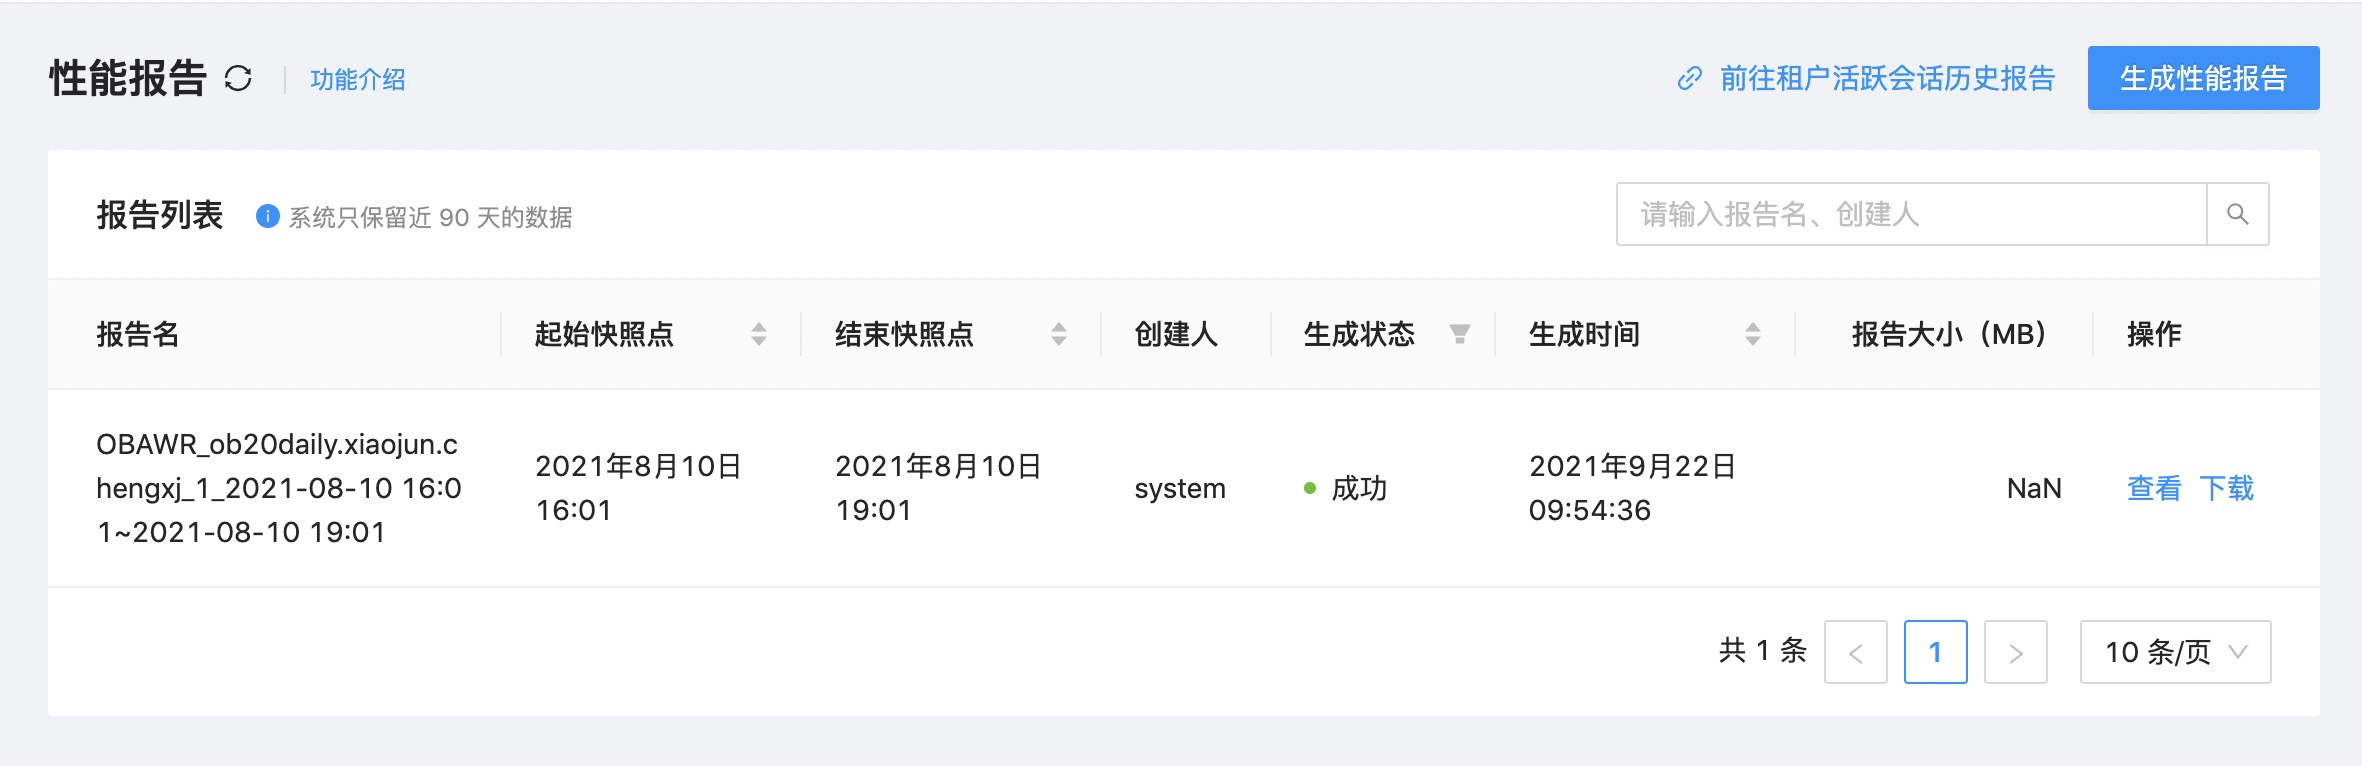 性能报告 功能介绍 前往租户活跃会话历史报告 生成性能报告
报告列表 系统只保留近 90 天的数据 请输入报告名、创建人
报告名 起始快照点 结束快照点 创建人 生成状态 生成时间 报告大小（MB） 操作
OBAWR_ob20daily.xiaojun.c
hengxj_1_2021-08-10 16:0
1~2021-08-10 19:01
2021年8月10日
16:01
2021年8月10日
19:01
system
成功
2021年9月22日
09:54:36
NaN
查看 下载
共 1 条 < 1 > 10 条/页